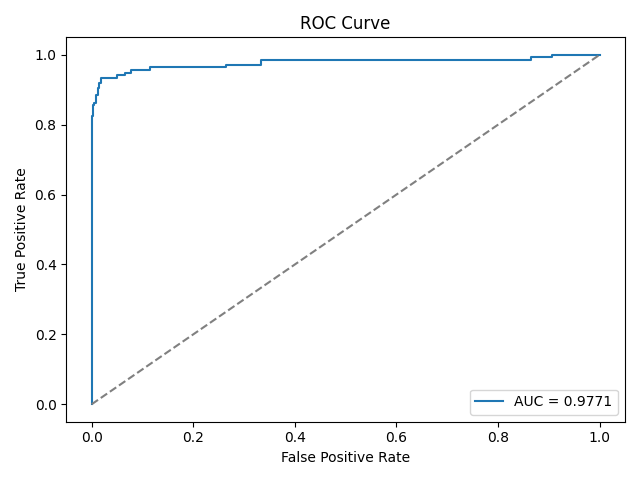 ROC Curve
1.0
0.8
0.6
0.4
0.2
0.0
True Positive Rate
AUC = 0.9771
0.0 0.2 0.4 0.6 0.8 1.0
False Positive Rate